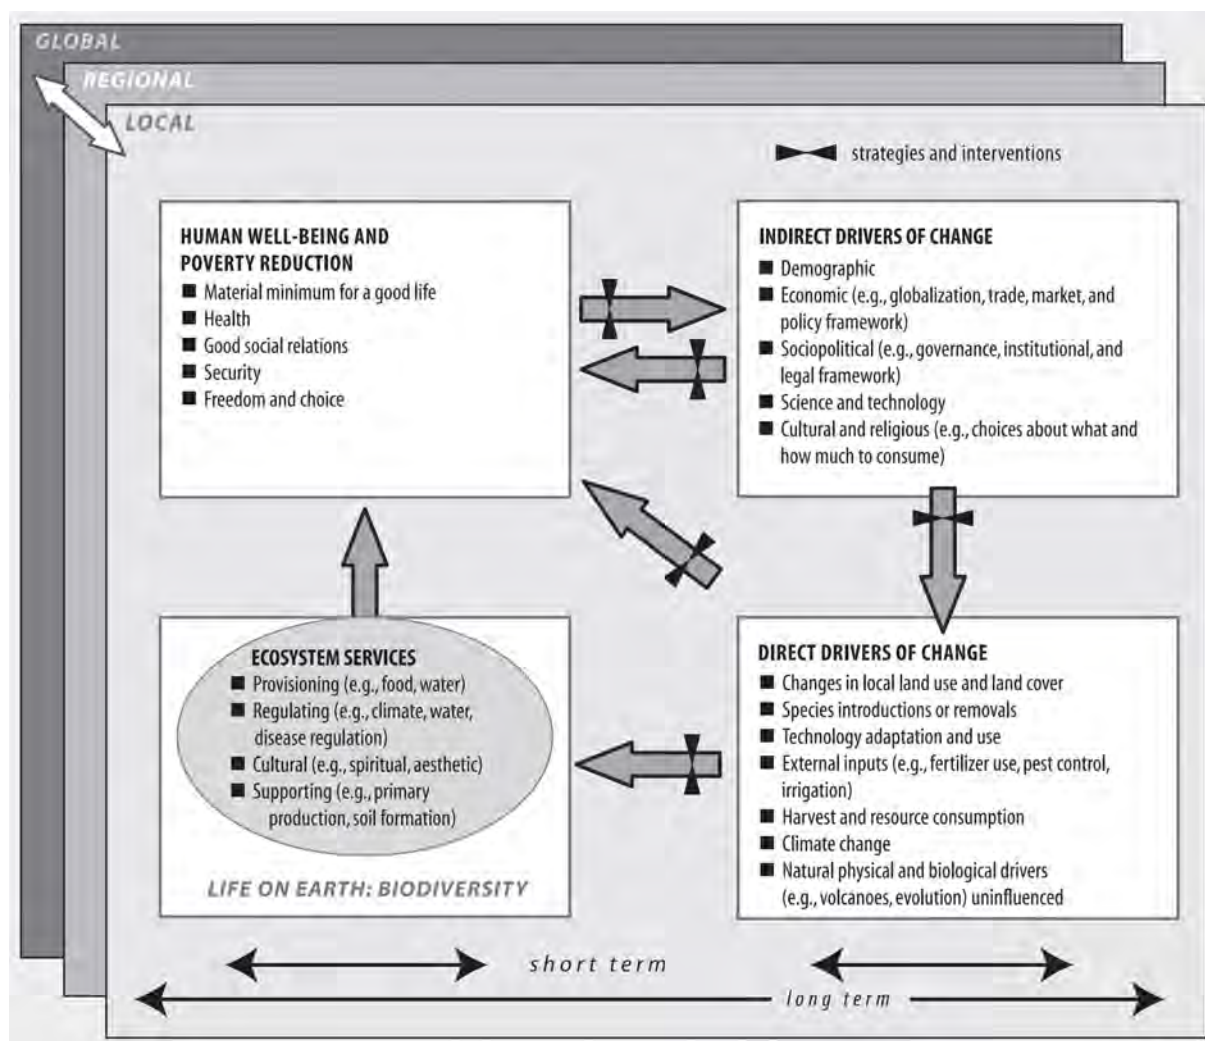 GLOBAL
REGIONAL
LOCAL
strategies and interventions
HUMAN WELL-BEING AND
POVERTY REDUCTION
■ Material minimum for a good life
■ Health
■ Good social relations
■ Security
■ Freedom and choice
INDIRECT DRIVERS OF CHANGE
■ Demographic
■ Economic (e.g., globalization, trade, market, and
policy framework)
■ Sociopolitical (e.g., governance, institutional, and
legal framework)
■ Science and technology
■ Cultural and religious (e.g., choices about what and
how much to consume)
ECOSYSTEM SERVICES
■ Provisioning (e.g., food, water)
■ Regulating (e.g., climate, water,
disease regulation)
■ Cultural (e.g., spiritual, aesthetic)
■ Supporting (e.g., primary
production, soil formation)
LIFE ON EARTH: BIODIVERSITY
DIRECT DRIVERS OF CHANGE
■ Changes in local land use and land cover
■ Species introductions or removals
■ Technology adaptation and use
■ External inputs (e.g., fertilizer use, pest control,
irrigation)
■ Harvest and resource consumption
■ Climate change
■ Natural physical and biological drivers
(e.g., volcanoes, evolution) uninfluenced
short term
long term